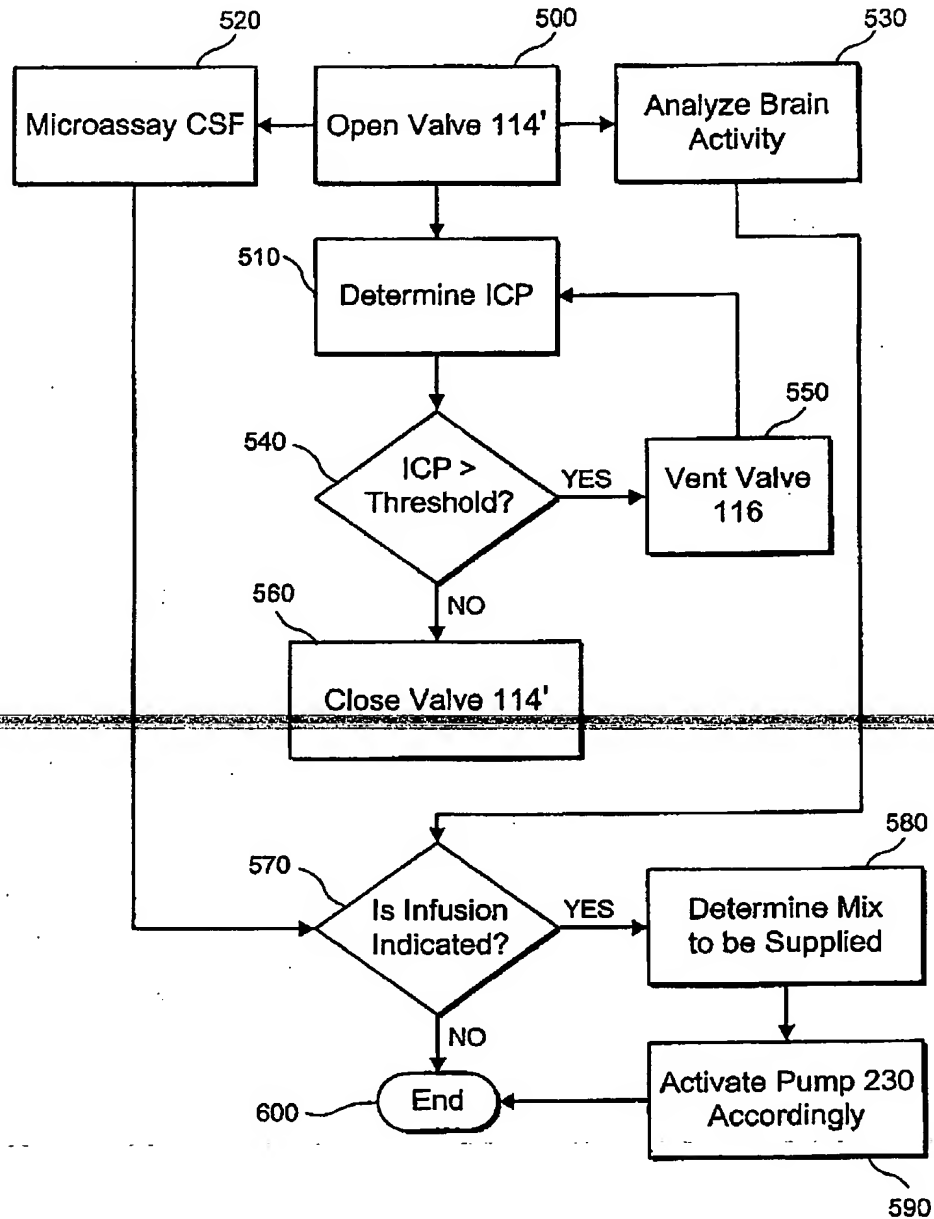 520
500
530
Microassay CSF
Open Valve 114'
Analyze Brain
Activity
510
Determine ICP
540
ICP >
Threshold?
YES
550
Vent Valve
116
NO
560
Close Valve 114'
570
Is Infusion
Indicated?
YES
580
Determine Mix
to be Supplied
NO
600
End
Activate Pump 230
Accordingly
590